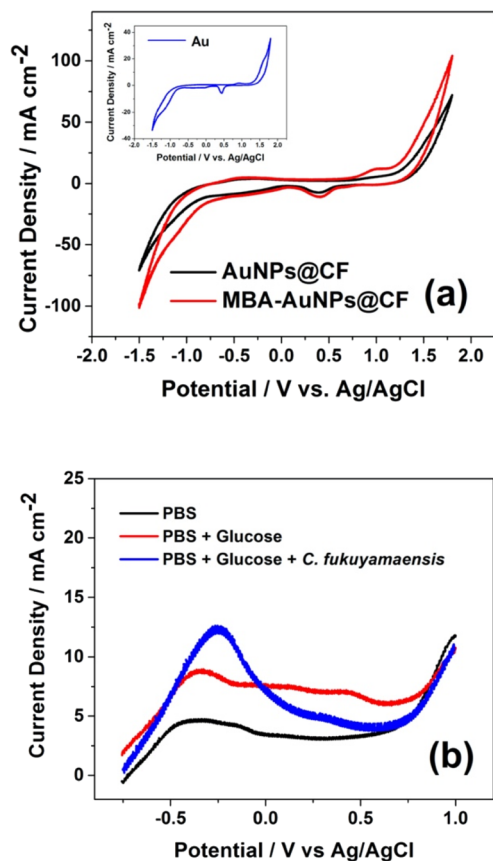 Au
Current Density / mA cm-2
40
20
0
-20
-40
-1.5 -1.0 -0.5 0.0 0.5 1.0 1.5 2.0
-2.0
Potential / V vs. Ag/AgCl
Current Density / mA cm-2
100
50
0
-50
-100
AuNPs@CF
MBA-AuNPs@CF
(a)
-2.0 -1.5 -1.0 -0.5 0.0 0.5 1.0 1.5 2.0
Potential / V vs. Ag/AgCl
Current Density / mA cm-2
25
20
15
10
5
0
PBS
PBS + Glucose
PBS + Glucose + C. fukuyamaensis
(b)
-0.5 0.0 0.5 1.0
Potential / V vs Ag/AgCl